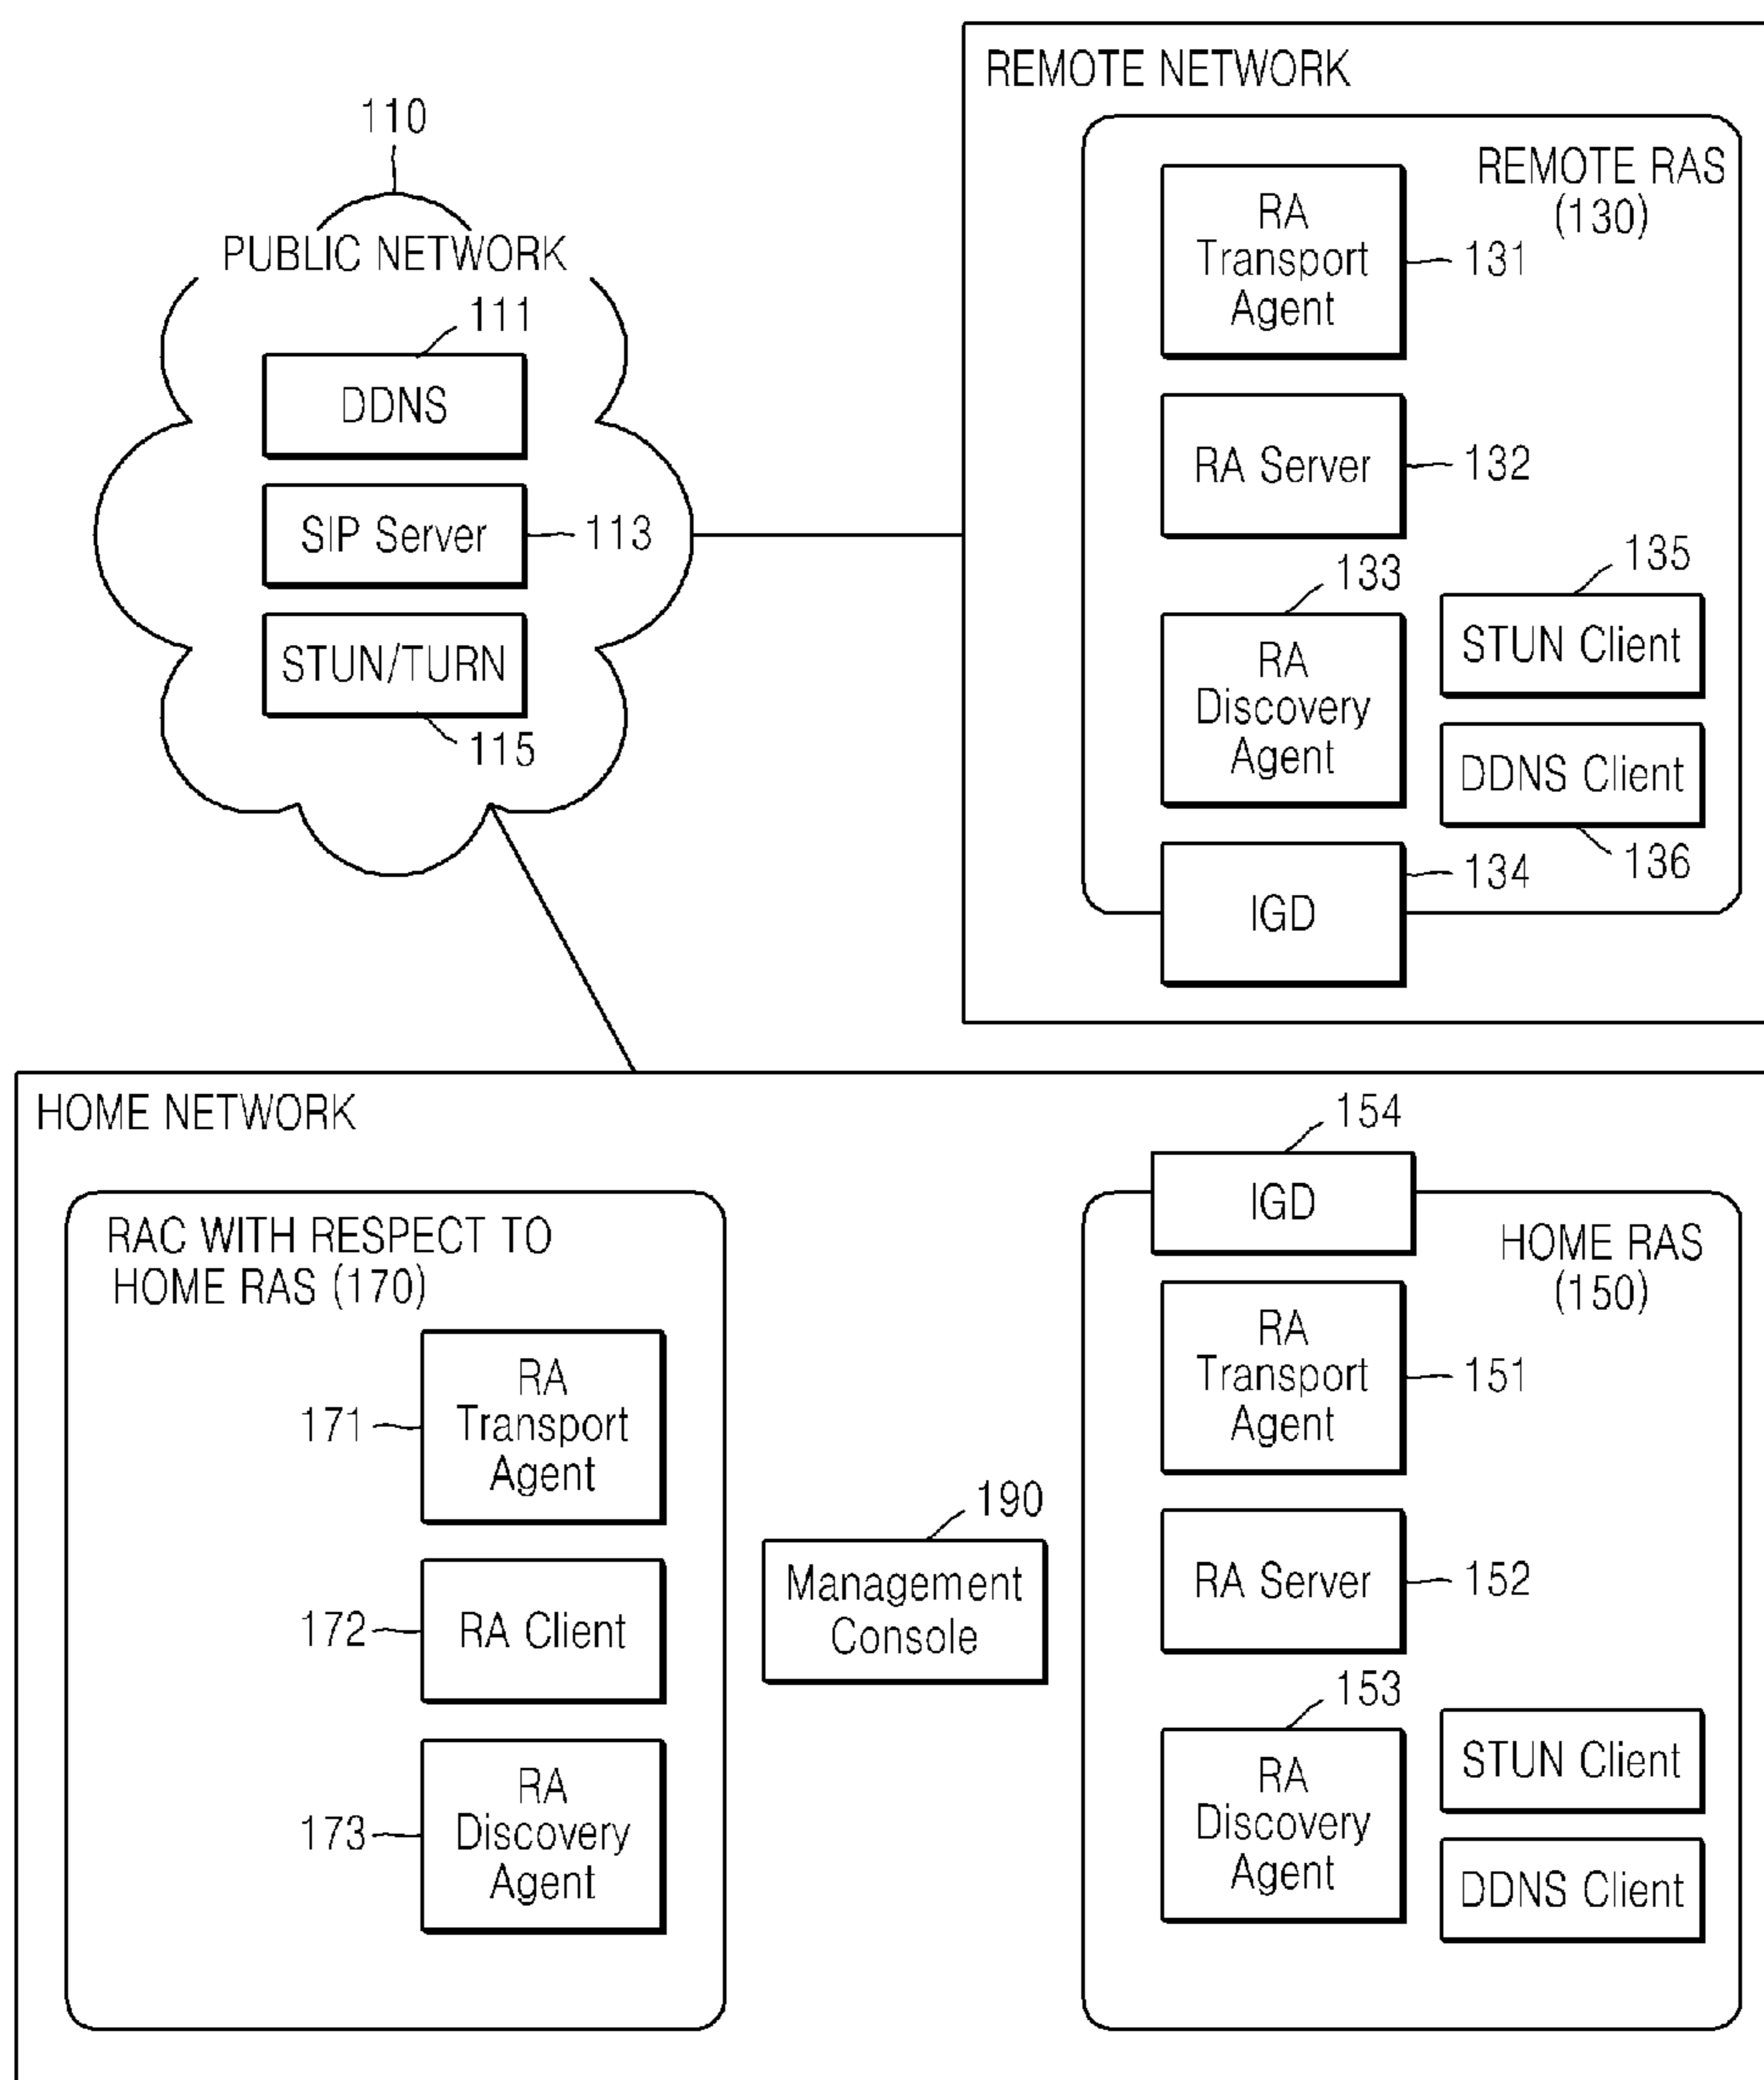 110
PUBLIC NETWORK
111
DDNS
SIP Server
113
STUN/TURN
115
REMOTE NETWORK
REMOTE RAS
(130)
RA
Transport
Agent
131
RA Server
132
133
RA
Discovery
Agent
135
STUN Client
DDNS Client
136
134
IGD
HOME NETWORK
RAC WITH RESPECT TO
HOME RAS (170)
171
RA
Transport
Agent
172
RA Client
173
RA
Discovery
Agent
190
Management
Console
154
IGD
HOME RAS
(150)
RA
Transport
Agent
151
RA Server
152
153
RA
Discovery
Agent
STUN Client
DDNS Client